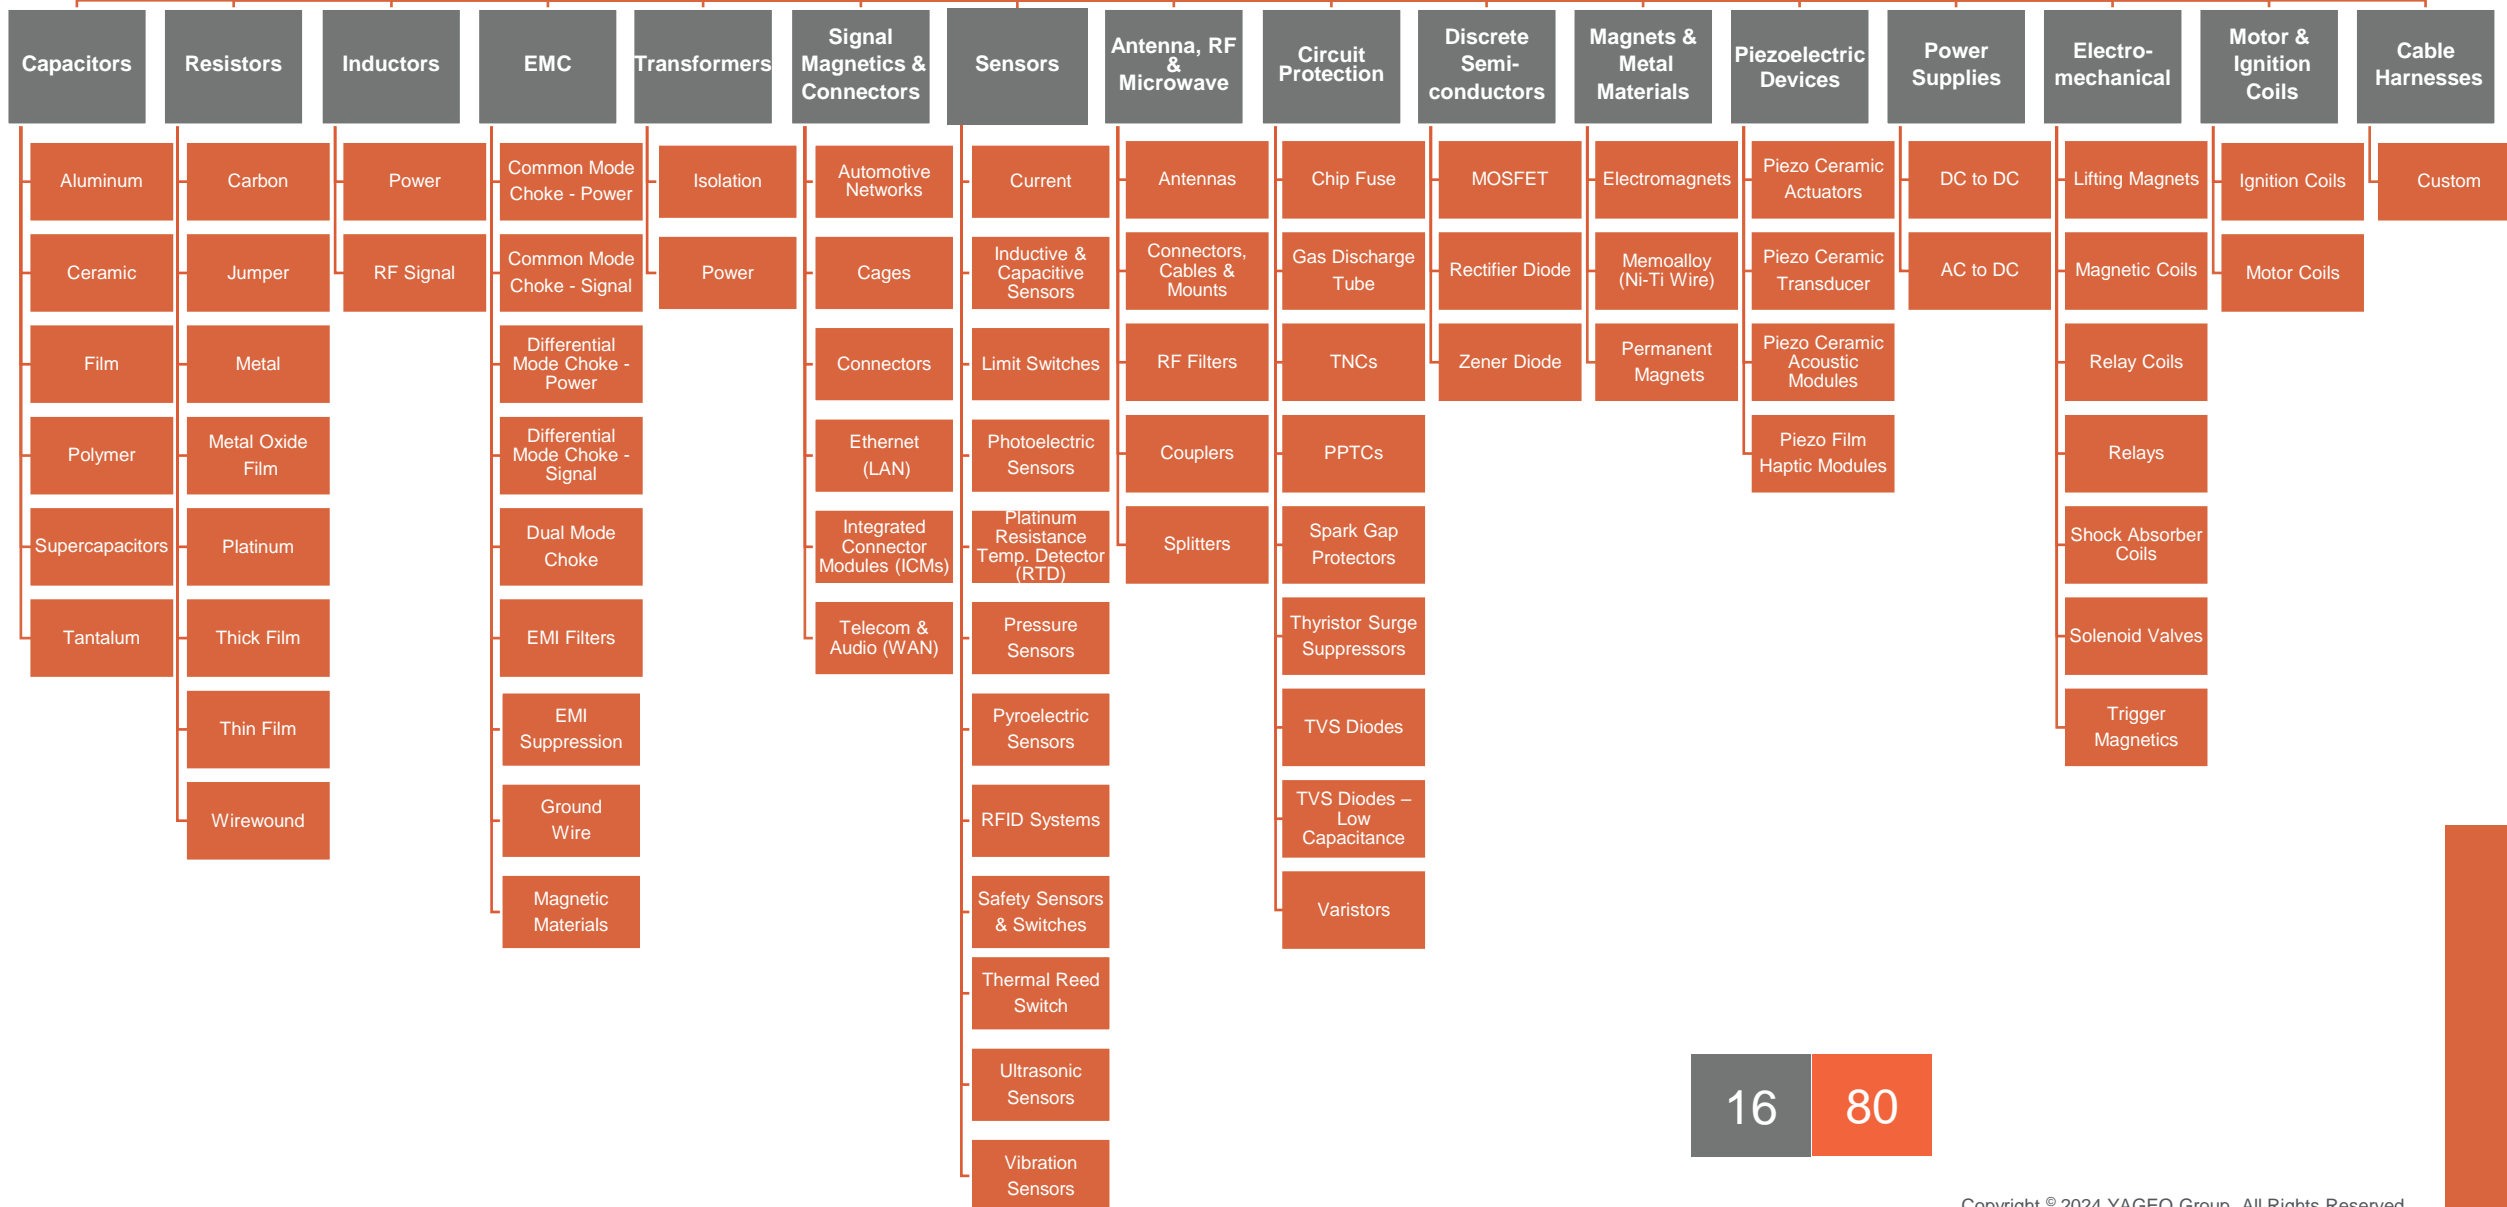 Capacitors
Aluminum
Ceramic
Film
Polymer
Supercapacitors
Tantalum
Resistors
Carbon
Jumper
Metal
Metal Oxide
Film
Platinum
Thick Film
Thin Film
Wirewound
Inductors
Power
RF Signal
EMC
Common Mode
Choke - Power
Common Mode
Choke - Signal
Differential
Mode Choke -
Power
Differential
Mode Choke -
Signal
Dual Mode
Choke
EMI Filters
EMI
Suppression
Ground
Wire
Magnetic
Materials
Transformers
Isolation
Power
Signal
Magnetics &
Connectors
Automotive
Networks
Cages
Connectors
Ethernet
(LAN)
Integrated
Connector
Modules (ICMs)
Telecom &
Audio (WAN)
Sensors
Current
Inductive &
Capacitive
Sensors
Limit Switches
Photoelectric
Sensors
Platinum
Resistance
Temp. Detector
(RTD)
Pressure
Sensors
Pyroelectric
Sensors
RFID Systems
Safety Sensors
& Switches
Thermal Reed
Switch
Ultrasonic
Sensors
Vibration
Sensors
Antenna, RF
&
Microwave
Antennas
Connectors,
Cables &
Mounts
RF Filters
Couplers
Splitters
Circuit
Protection
Chip Fuse
Gas Discharge
Tube
TNCs
PPTCs
Spark Gap
Protectors
Thyristor Surge
Suppressors
TVS Diodes
TVS Diodes –
Low
Capacitance
Varistors
Discrete
Semi-
conductors
MOSFET
Rectifier Diode
Zener Diode
Magnets &
Metal
Materials
Electromagnets
Memoalloy
(Ni-Ti Wire)
Permanent
Magnets
Piezoelectric
Devices
Piezo Ceramic
Actuators
Piezo Ceramic
Transducer
Piezo Ceramic
Acoustic
Modules
Piezo Film
Haptic Modules
Power
Supplies
DC to DC
AC to DC
Electro-
mechanical
Lifting Magnets
Magnetic Coils
Relay Coils
Relays
Shock Absorber
Coils
Solenoid Valves
Trigger
Magnetics
Motor &
Ignition
Coils
Ignition Coils
Motor Coils
Cable
Harnesses
Custom
16
80
Copyright © 2024 YAGEO Group. All Rights Reserved